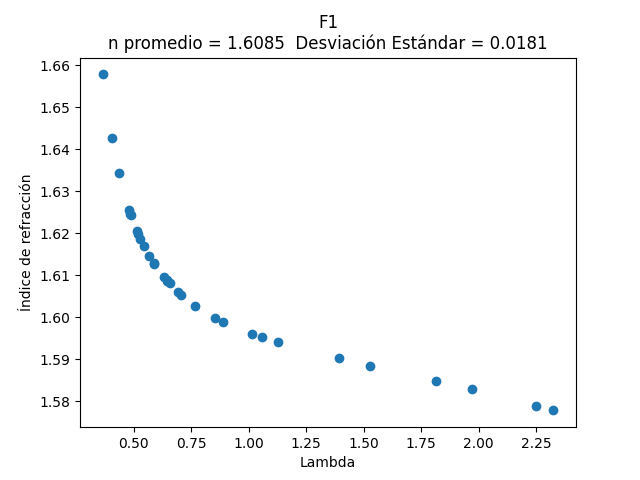 F1
n promedio = 1.6085 Desviación Estándar = 0.0181
1.66
1.65
1.64
1.63
1.62
1.61
1.60
1.59
1.58
Índice de refracción
0.50 0.75 1.00 1.25 1.50 1.75 2.00 2.25
Lambda